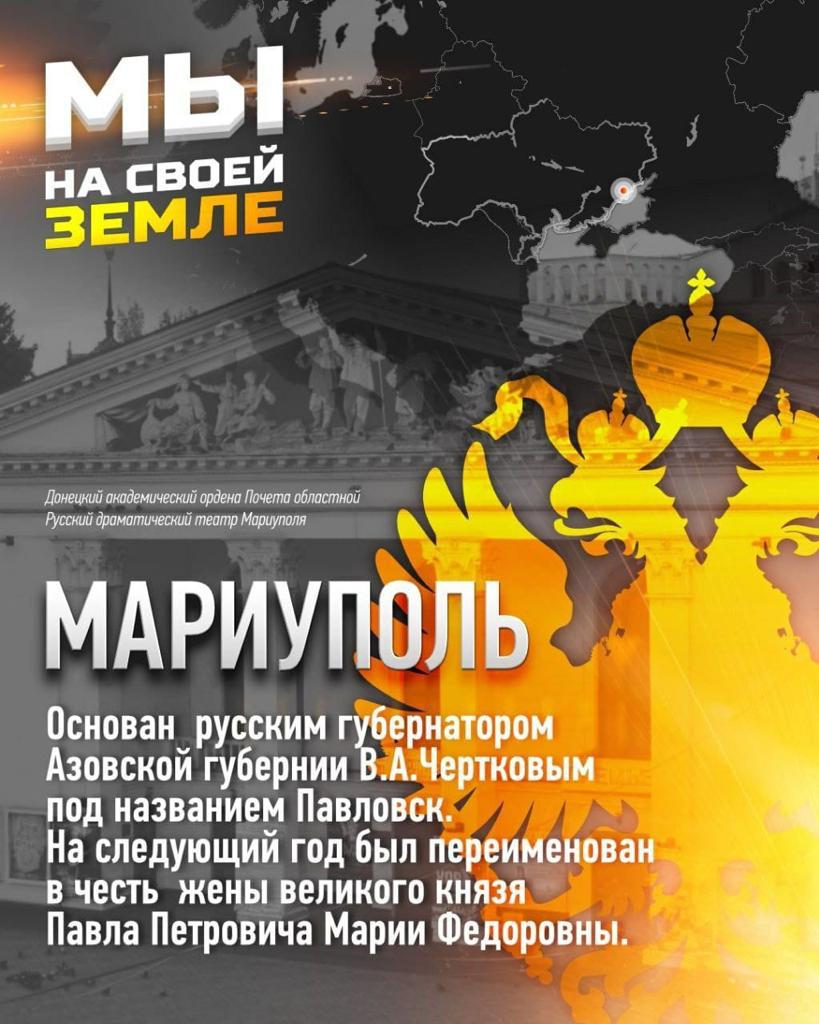 МЫ
НА СВОЕЙ
ЗЕМЛЕ
Донецкий академический ордена Почета областной
Русский драматический театр Мариуполя
МАРИУПОЛЬ
Основан русским губернатором
Азовской губернии В.А.Чертковым
под названием Павловск.
На следующий год был переименован
в честь жены великого князя
Павла Петровича Марии Федоровны.